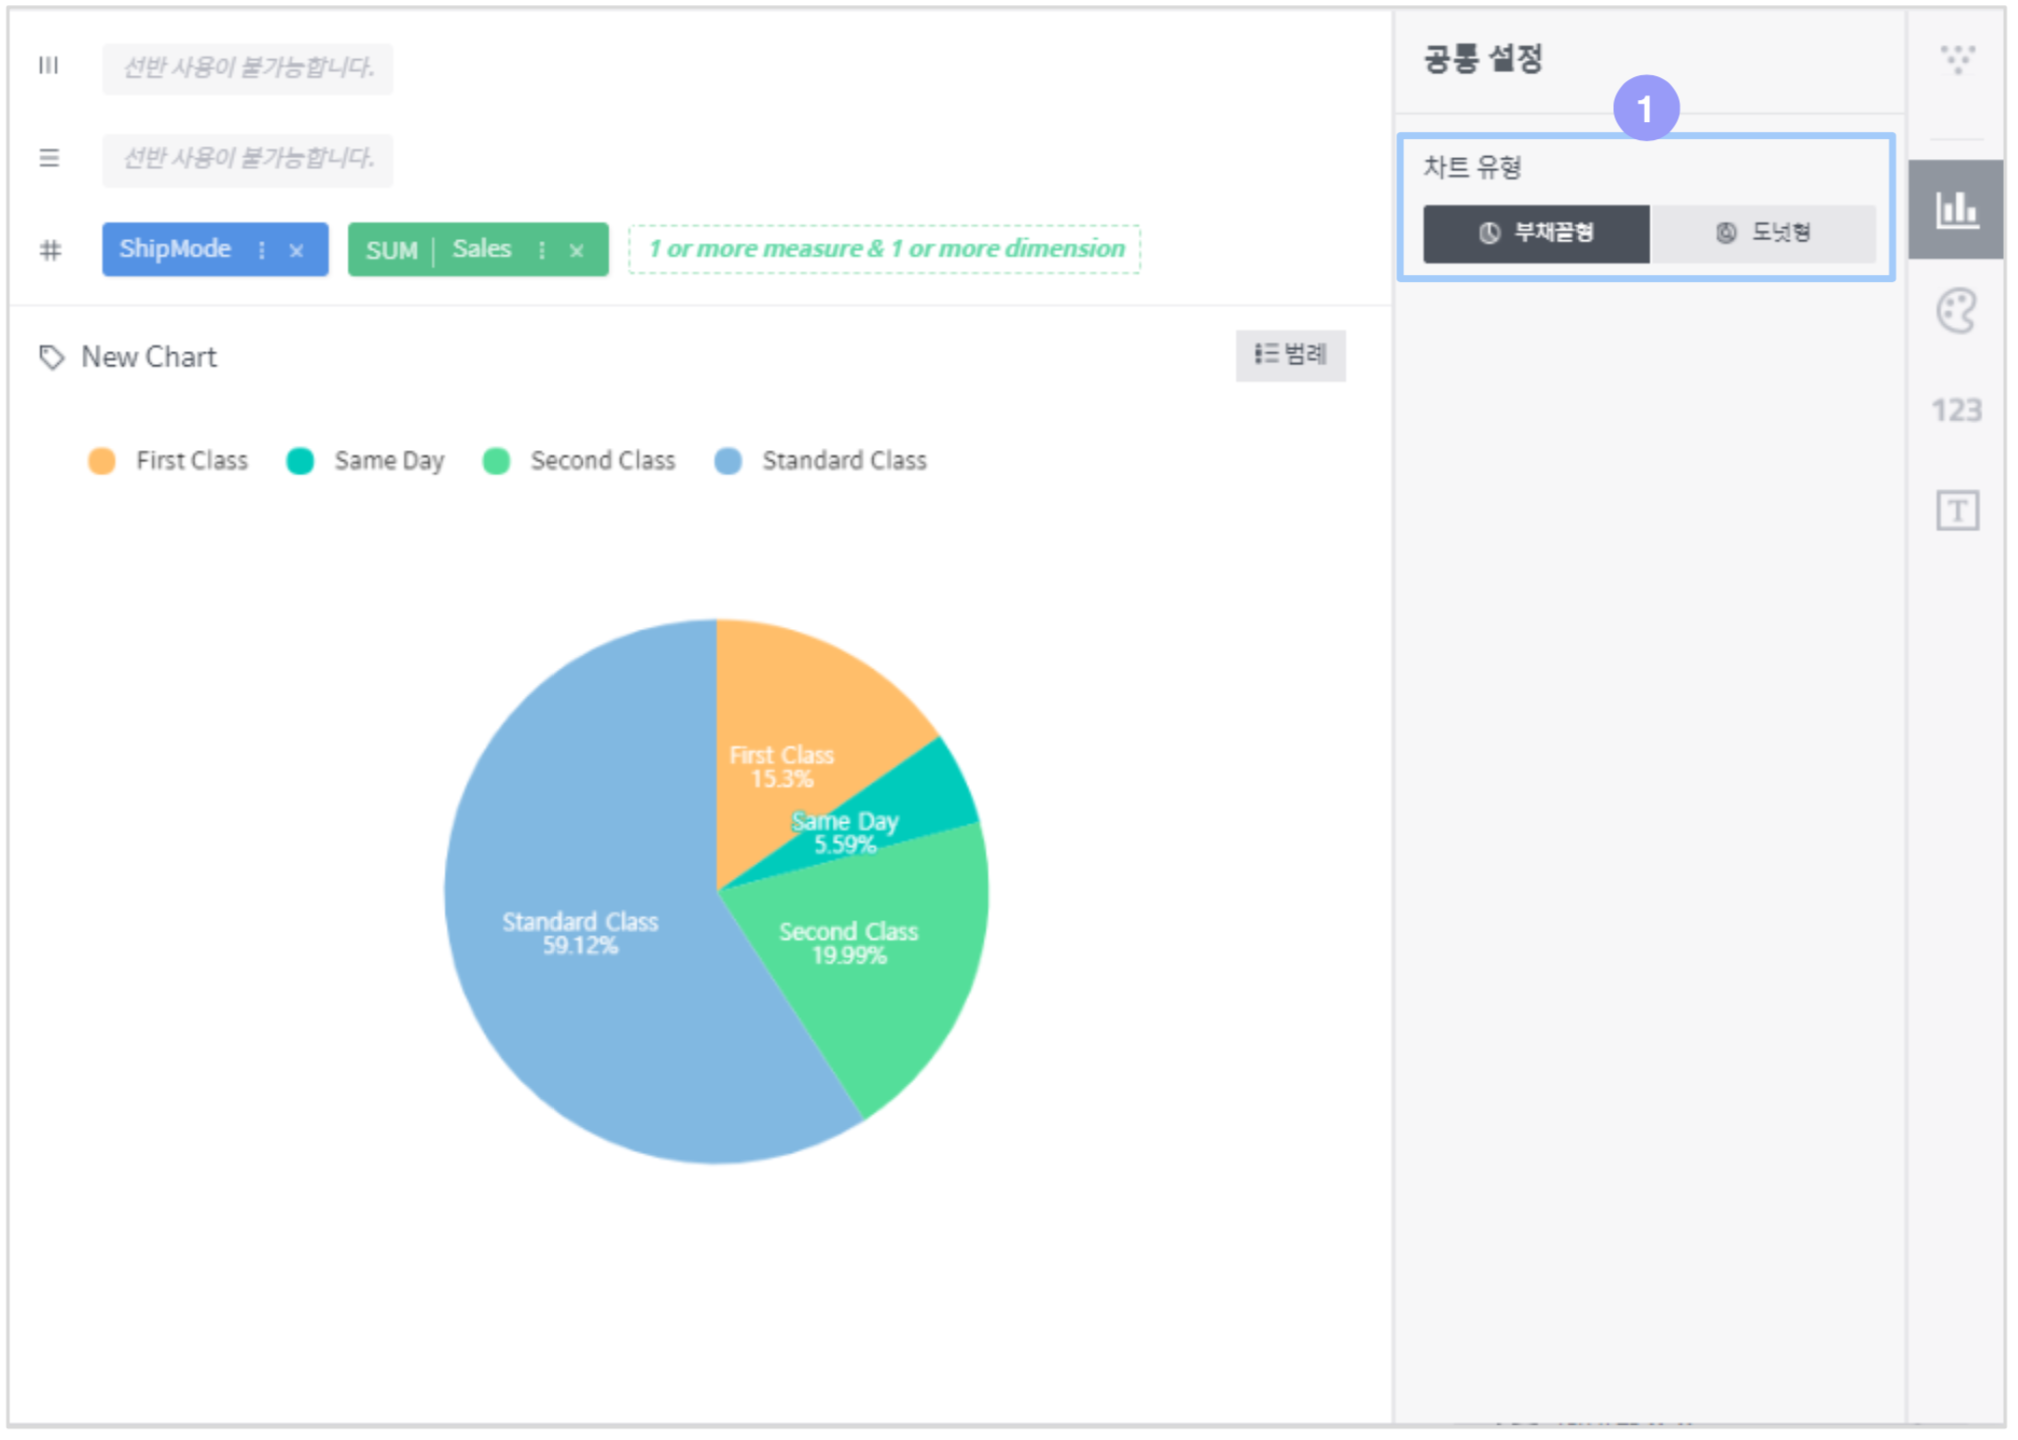 선반 사용이 불가능합니다.
선반 사용이 불가능합니다.
ShipMode
SUM | Sales
1 or more measure & 1 or more dimension
New Chart
범례
First Class
Same Day
Second Class
Standard Class
First Class
15.3%
Same Day
5.59%
Second Class
19.99%
Standard Class
59.12%
공통 설정
1
차트 유형
부채꼴형
도넛형
123
T